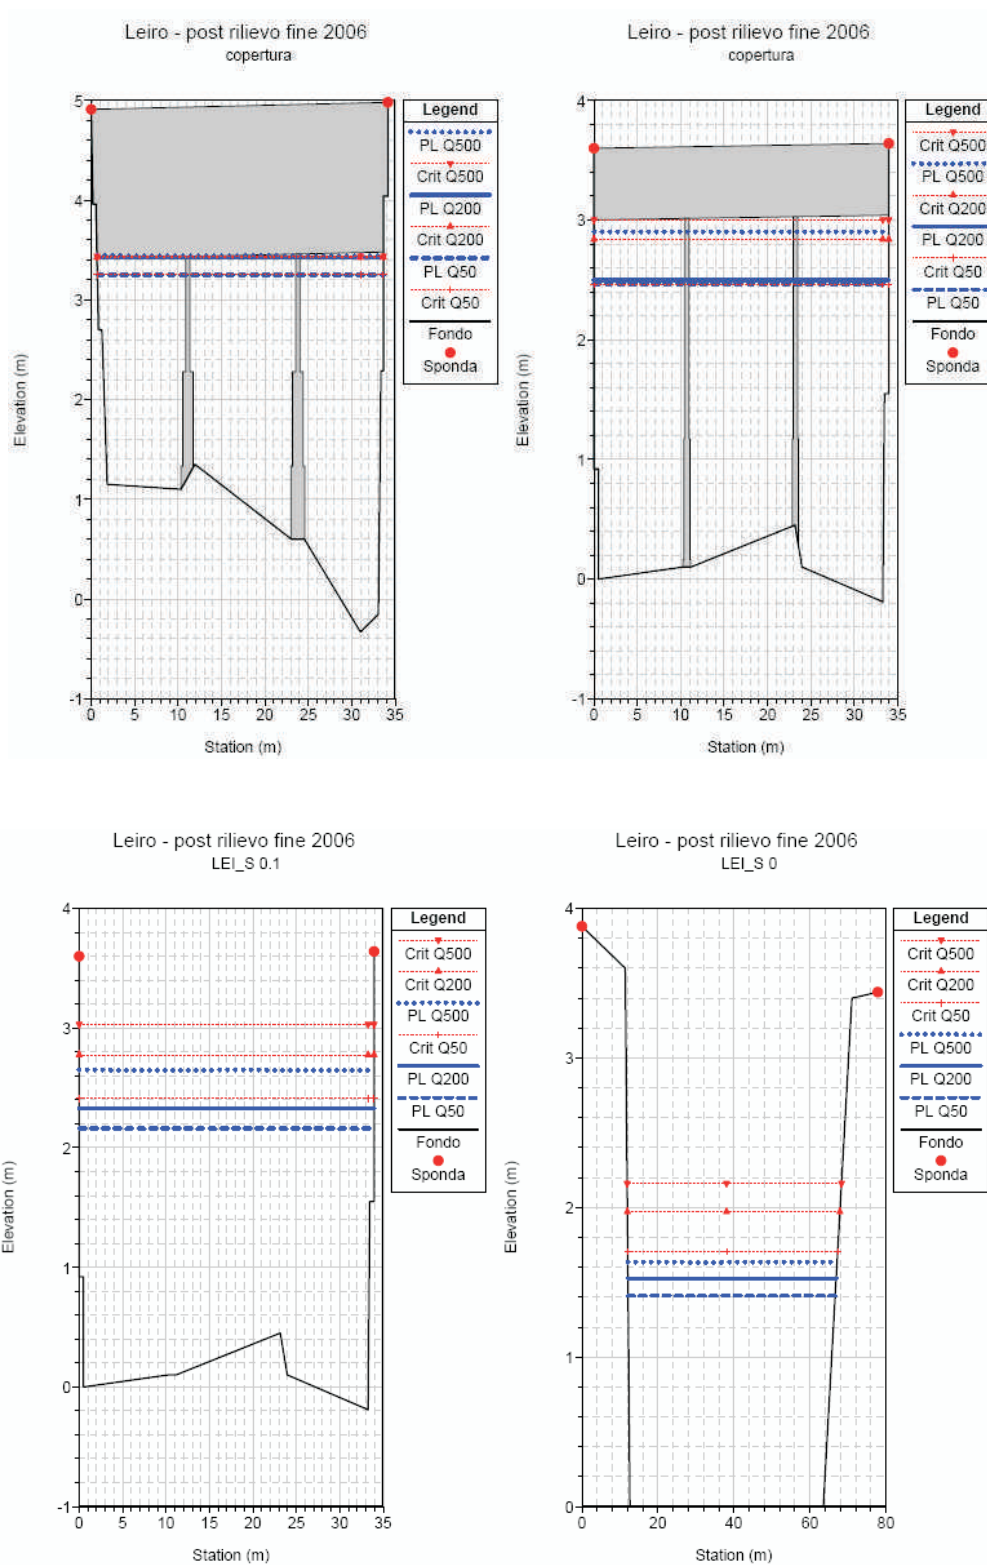 Leiro - post rilievo fine 2006
copertura
Legend
PL Q500
Crit Q500
PL Q200
Crit Q200
PL Q50
Crit Q50
Fondo
Sponda
Elevation (m)
5
4
3
2
1
0
-1
0 5 10 15 20 25 30 35
Station (m)
Leiro - post rilievo fine 2006
copertura
Legend
Crit Q500
PL Q500
Crit Q200
PL Q200
Crit Q50
PL Q50
Fondo
Sponda
Elevation (m)
4
3
2
1
0
-1
0 5 10 15 20 25 30 35
Station (m)
Leiro - post rilievo fine 2006
LEI_S 0.1
Legend
Crit Q500
Crit Q200
PL Q500
Crit Q50
PL Q200
PL Q50
Fondo
Sponda
Elevation (m)
4
3
2
1
0
-1
0 5 10 15 20 25 30 35
Station (m)
Leiro - post rilievo fine 2006
LEI_S 0
Legend
Crit Q500
Crit Q200
Crit Q50
PL Q500
PL Q200
PL Q50
Fondo
Sponda
Elevation (m)
4
3
2
1
0
0 20 40 60 80
Station (m)